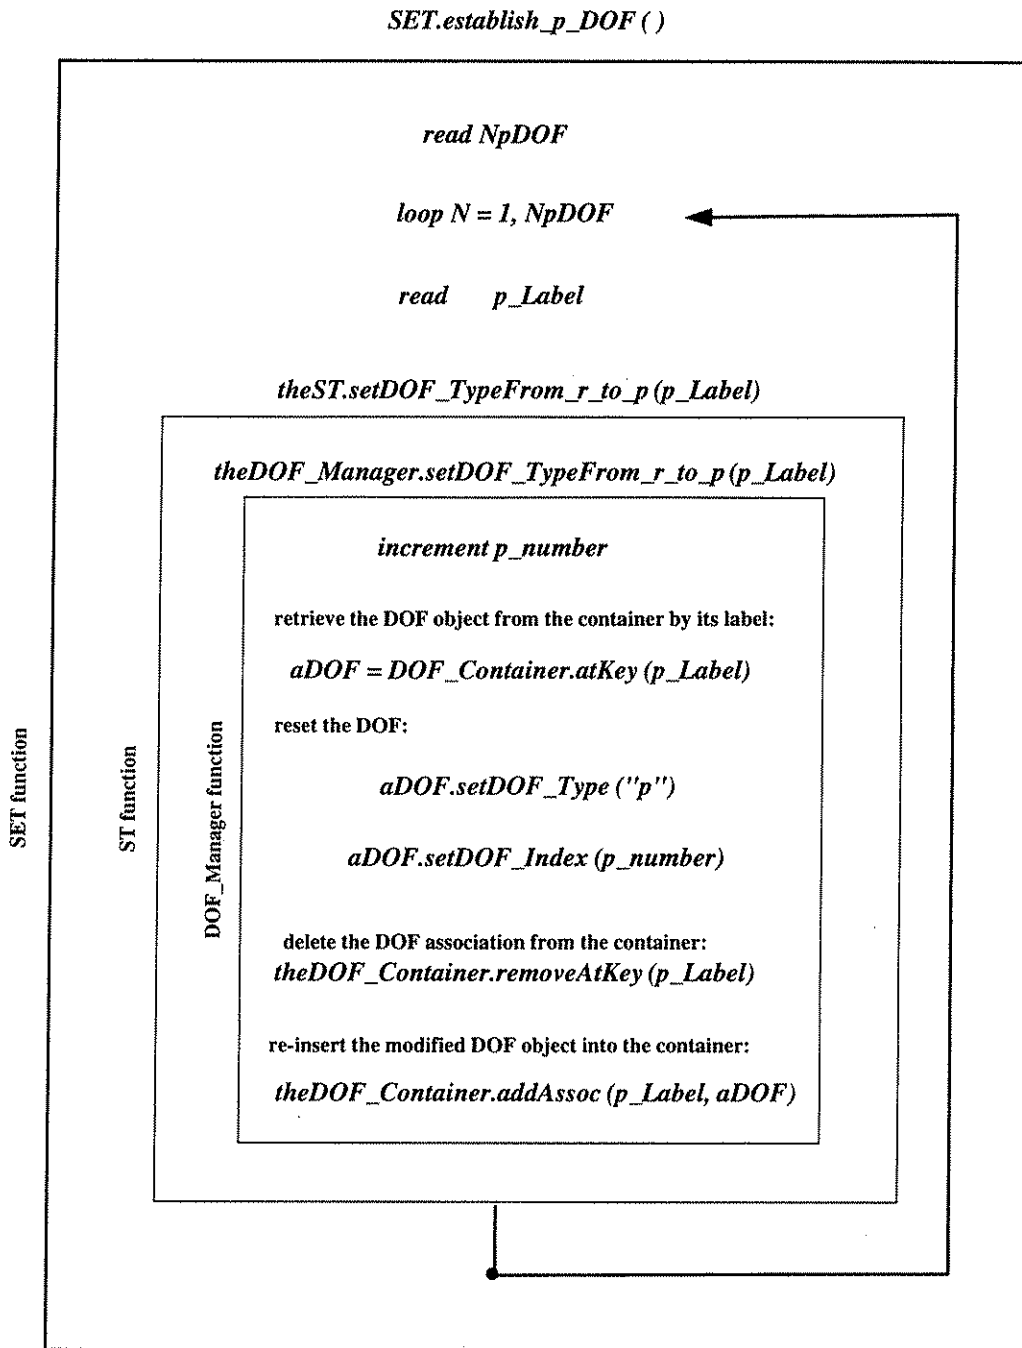 SET.establish_p_DOF ( )
read NpDOF
loop N = 1, NpDOF
read p_Label
theST.setDOF_TypeFrom_r_to_p (p_Label)
theDOF_Manager.setDOF_TypeFrom_r_to_p (p_Label)
increment p_number
retrieve the DOF object from the container by its label:
aDOF = DOF_Container.atKey (p_Label)
reset the DOF:
aDOF.setDOF_Type ("p")
aDOF.setDOF_Index (p_number)
delete the DOF association from the container:
theDOF_Container.removeAtKey (p_Label)
re-insert the modified DOF object into the container:
theDOF_Container.addAssoc (p_Label, aDOF)
SET function
ST function
DOF_Manager function